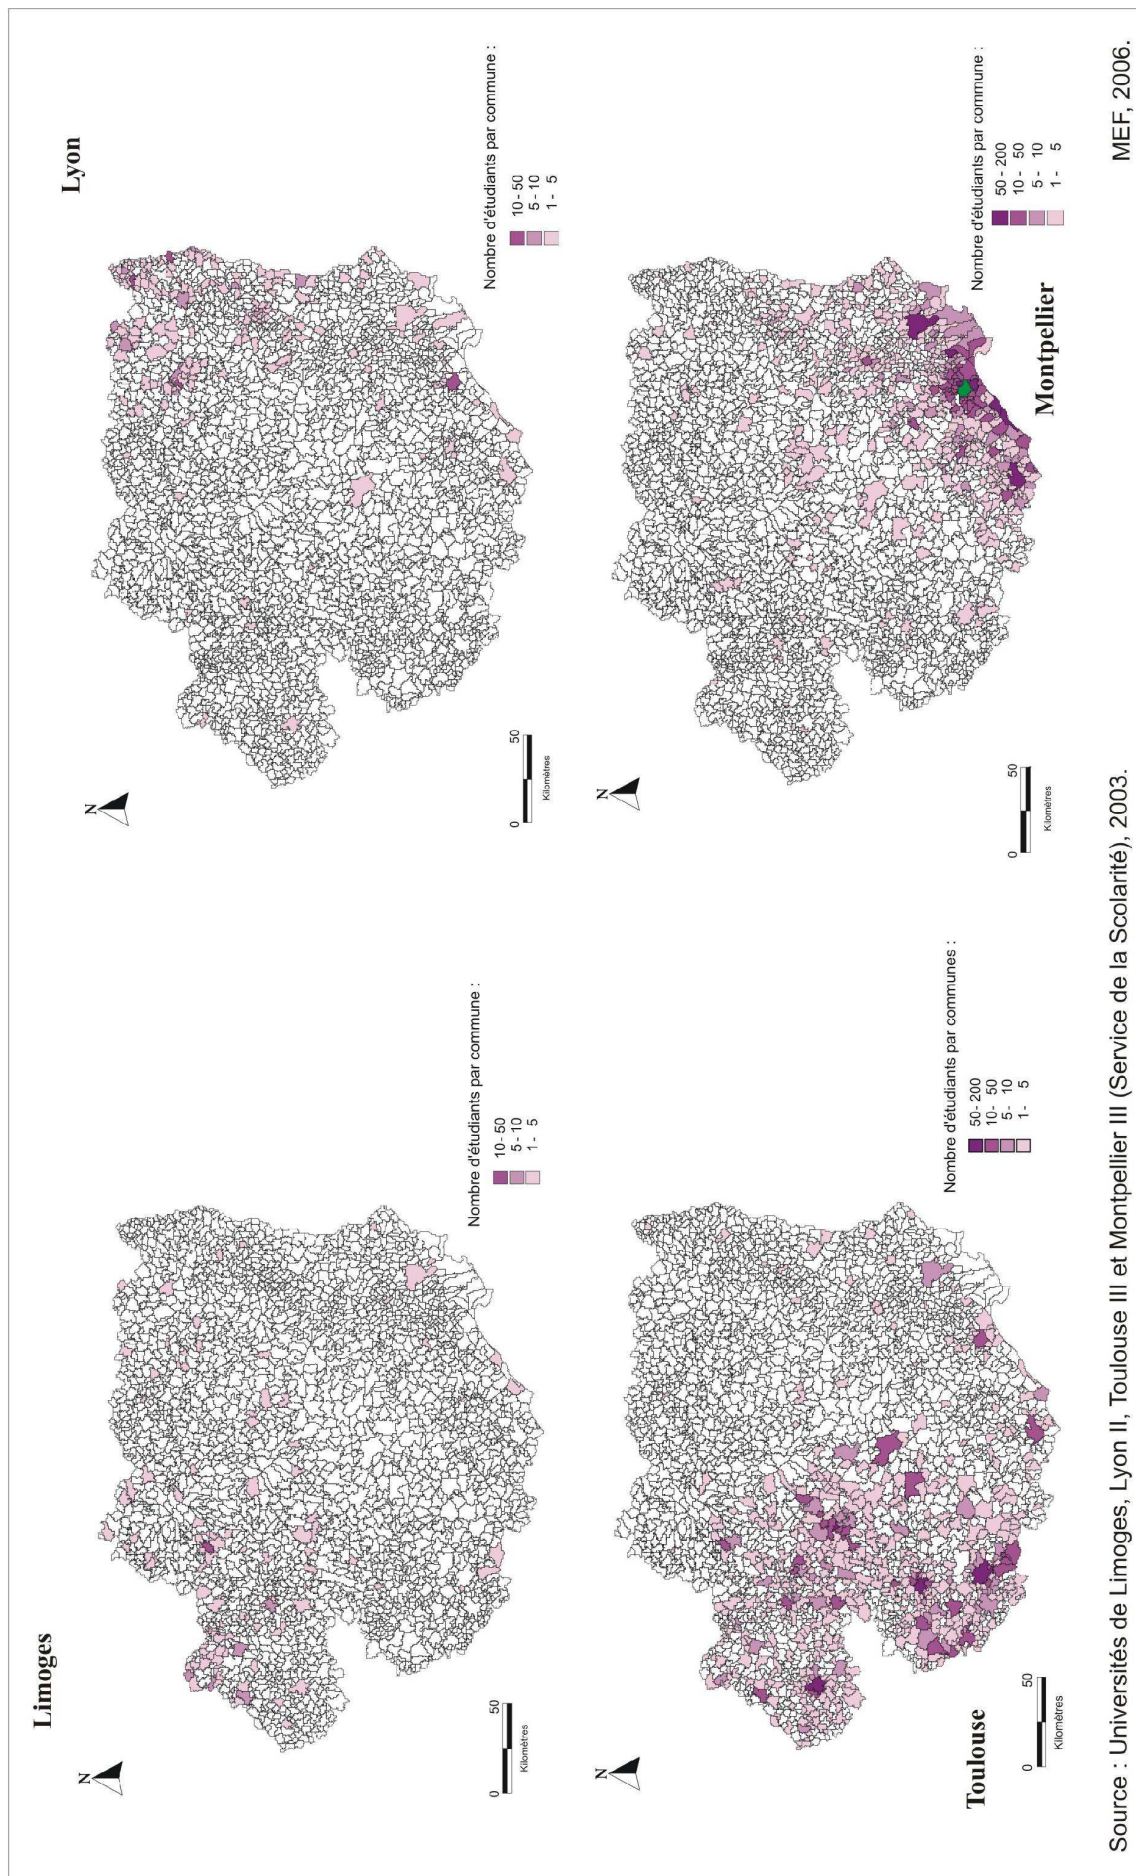 Limoges
N
Nombre d'étudiants par commune :
10 - 50
5 - 10
1 - 5
0 50
Kilomètres
Lyon
N
Nombre d'étudiants par commune :
10 - 50
5 - 10
1 - 5
0 50
Kilomètres
Toulouse
N
Nombre d'étudiants par communes :
50 - 200
10 - 50
5 - 10
1 - 5
0 50
Kilomètres
Montpellier
N
Nombre d'étudiants par commune :
50 - 200
10 - 50
5 - 10
1 - 5
0 50
Kilomètres
Source : Universités de Limoges, Lyon II, Toulouse III et Montpellier III (Service de la Scolarité), 2003.
MEF, 2006.